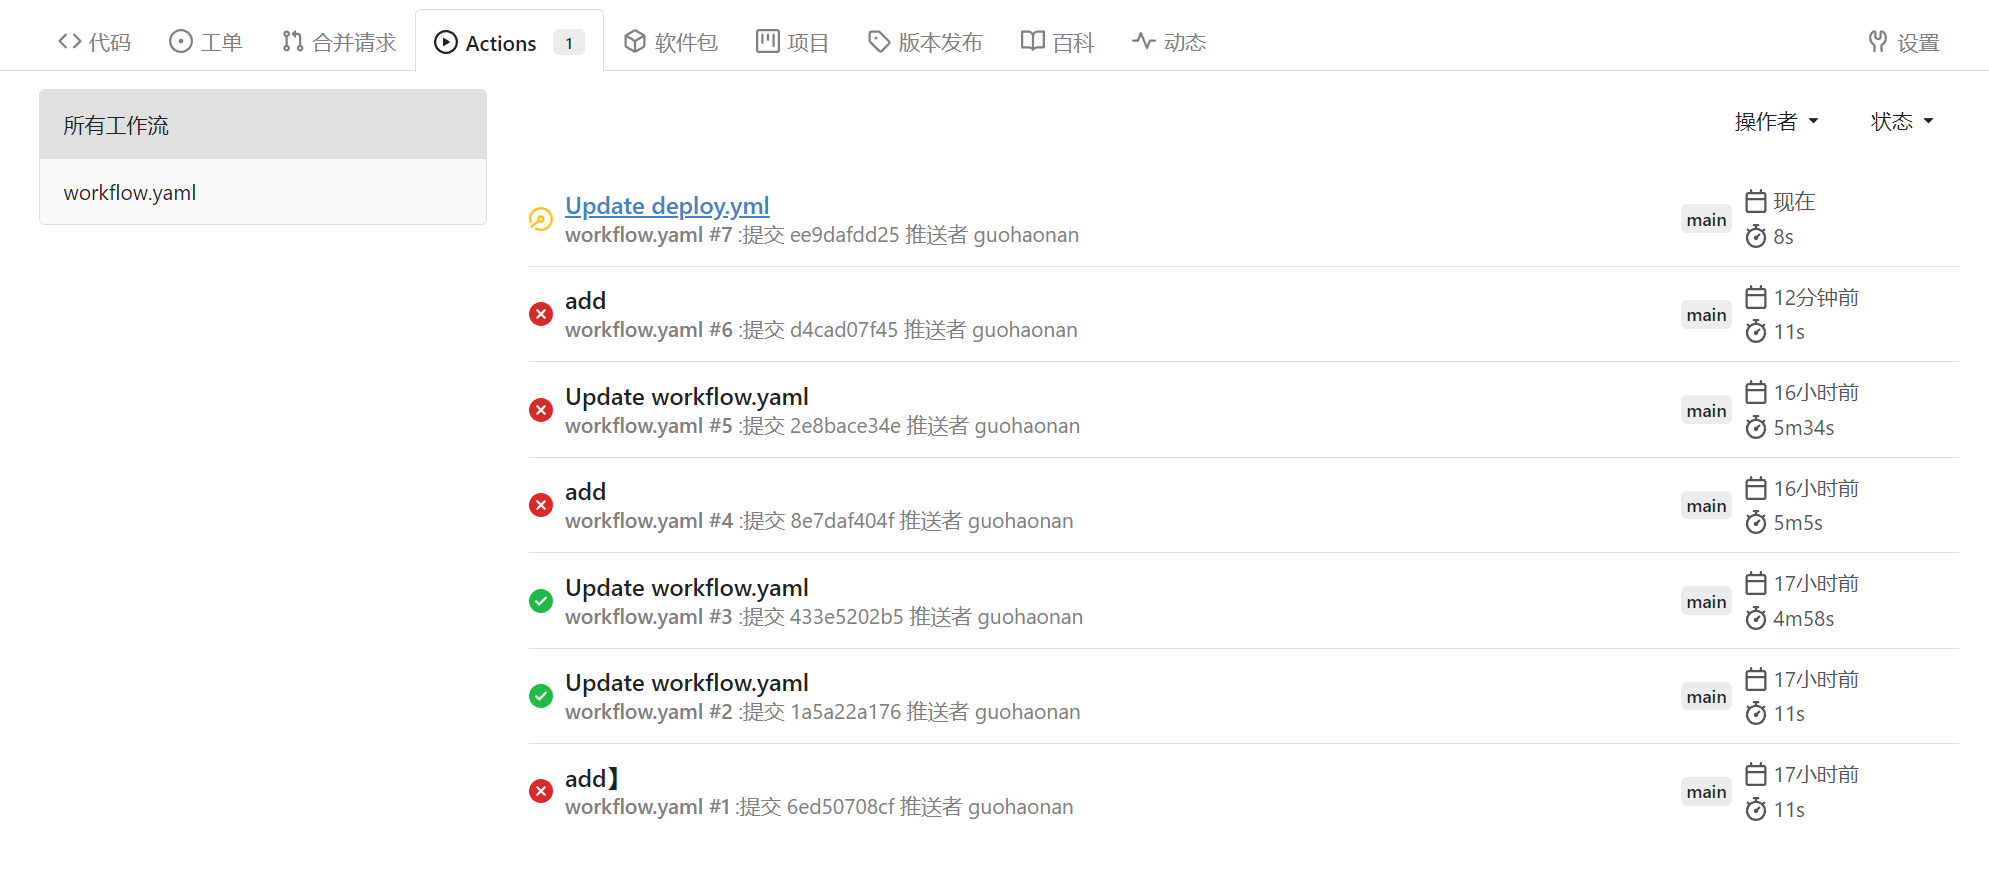 代码 工单 合并请求 Actions 1 软件包 项目 版本发布 百科 动态 设置
所有工作流
workflow.yaml
操作者 状态
Update deploy.yml
workflow.yaml #7 :提交 ee9dafdd25 推送者 guohaonan
main
现在
8s
add
workflow.yaml #6 :提交 d4cad07f45 推送者 guohaonan
main
12分钟前
11s
Update workflow.yaml
workflow.yaml #5 :提交 2e8bace34e 推送者 guohaonan
main
16小时前
5m34s
add
workflow.yaml #4 :提交 8e7daf404f 推送者 guohaonan
main
16小时前
5m5s
Update workflow.yaml
workflow.yaml #3 :提交 433e5202b5 推送者 guohaonan
main
17小时前
4m58s
Update workflow.yaml
workflow.yaml #2 :提交 1a5a22a176 推送者 guohaonan
main
17小时前
11s
add】
workflow.yaml #1 :提交 6ed50708cf 推送者 guohaonan
main
17小时前
11s